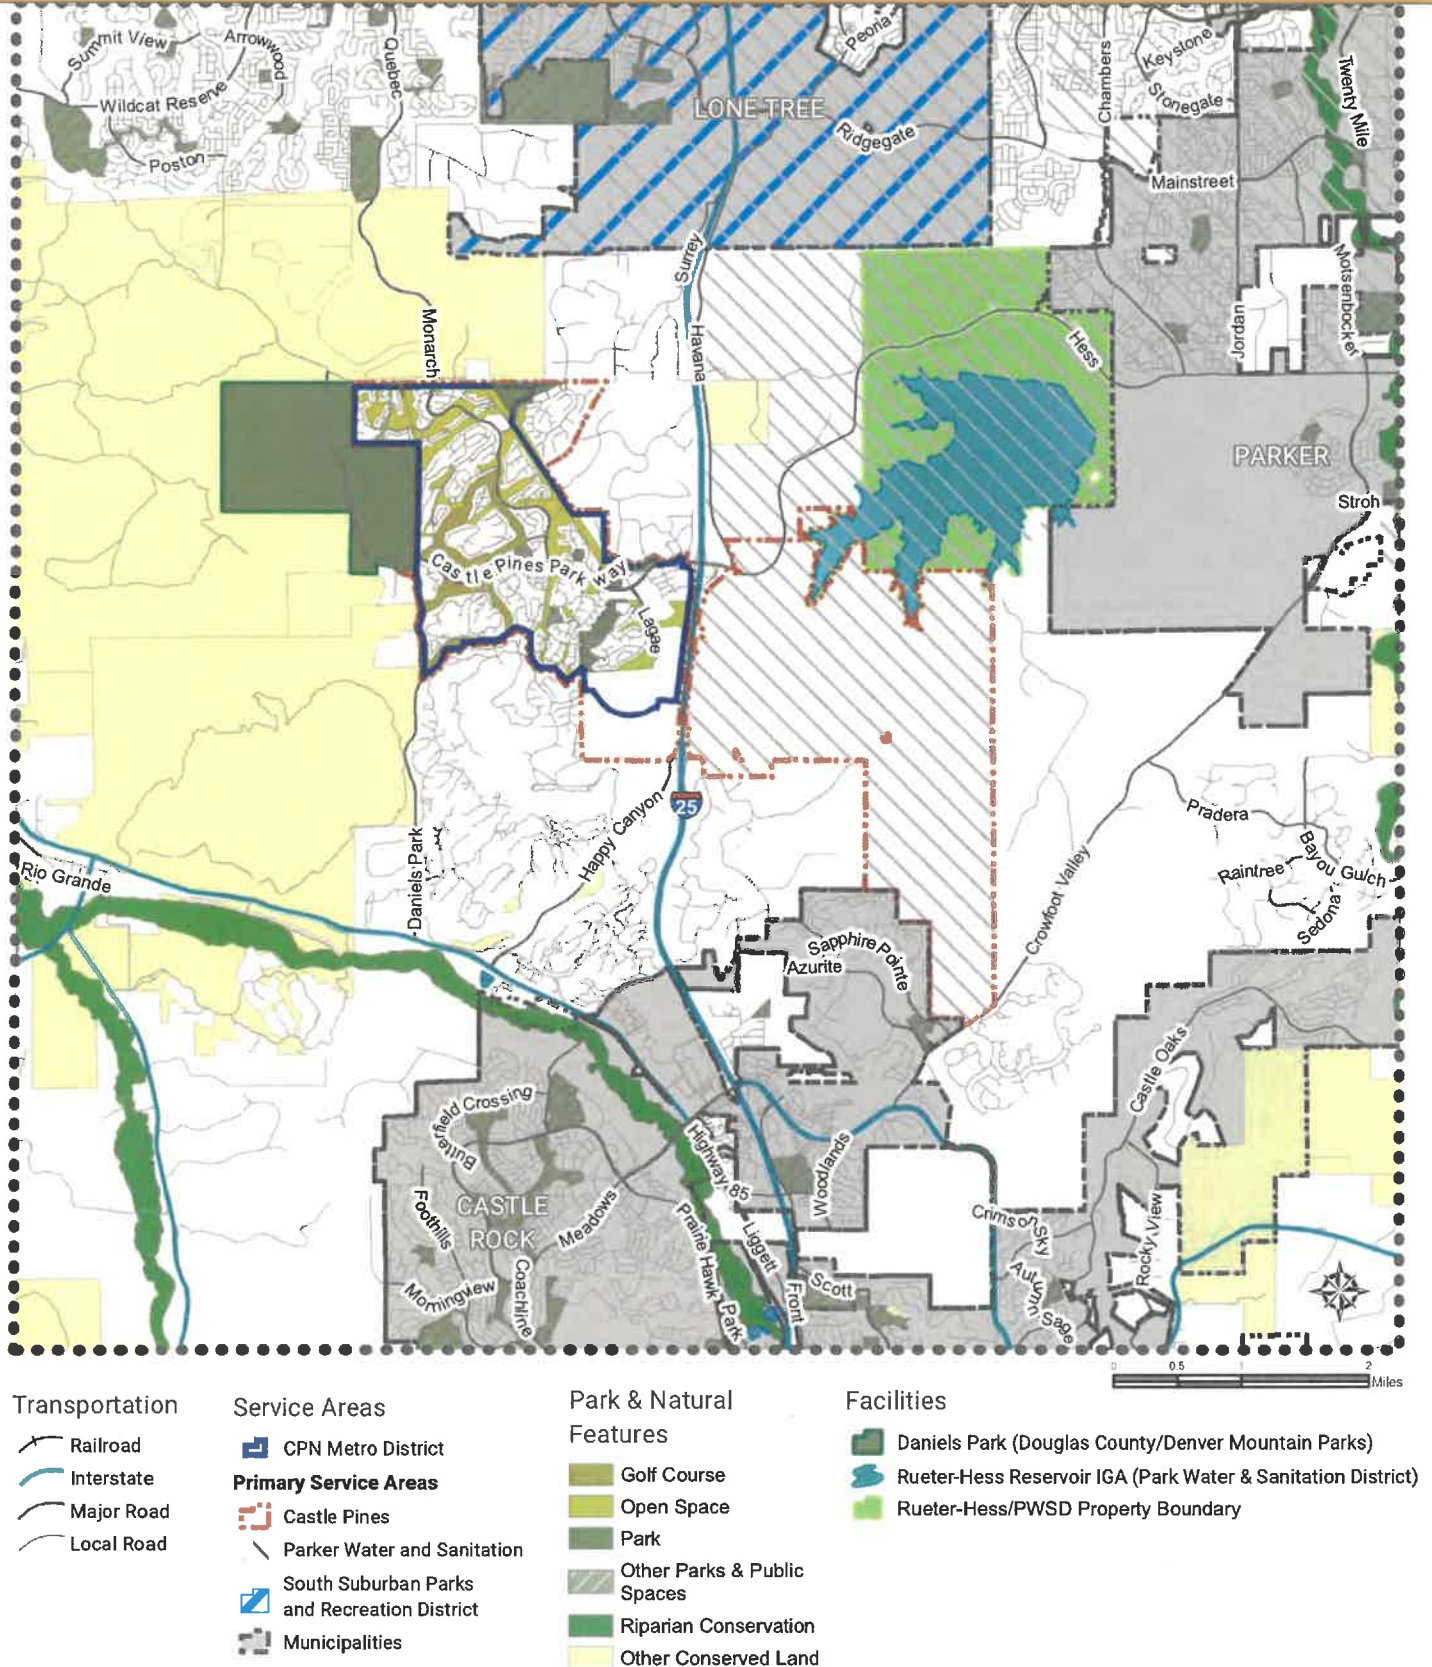 Summit View
Arrowwood
Quebec
Wildcat Reserve
Poston
Peoria
LONE TREE
Ridgegate
Chambers
Keystone
Stonegate
Twenty Mile
Mainstreet
Surrey
Havana
Monarch
Hess
Jordan
Motsenbocker
PARKER
Stroh
Castle Pines Parkway
Lagae
25
Happy Canyon
Daniels Park
Rio Grande
Pradera
Bayou Gulch
Raintree
Sedona
Crowfoot Valley
Sapphire Pointe
Azurite
Castle Oaks
Butterfield Crossing
Highway 85
Woodlands
CASTLE
ROCK
Foothills
Meadows
Prairie Hawk
Liggett
Crimson Sky
Rocky View
Morningview
Coachline
Park
Front
Scott
Autumn Sage
0 0.5 1 2
Miles
Transportation
Railroad
Interstate
Major Road
Local Road
Service Areas
CPN Metro District
Primary Service Areas
Castle Pines
Parker Water and Sanitation
South Suburban Parks
and Recreation District
Municipalities
Park & Natural
Features
Golf Course
Open Space
Park
Other Parks & Public
Spaces
Riparian Conservation
Other Conserved Land
Facilities
Daniels Park (Douglas County/Denver Mountain Parks)
Rueter-Hess Reservoir IGA (Park Water & Sanitation District)
Rueter-Hess/PWSD Property Boundary